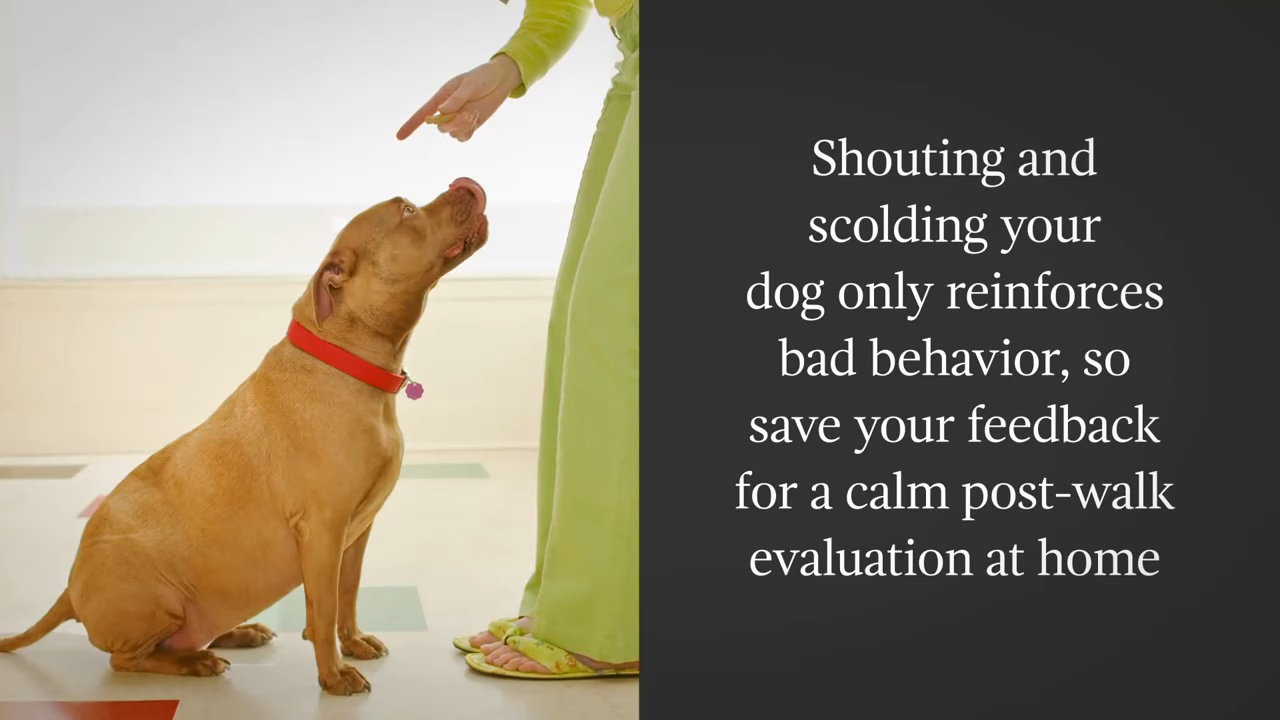 Shouting and
scolding your
dog only reinforces
bad behavior, so
save your feedback
for a calm post-walk
evaluation at home